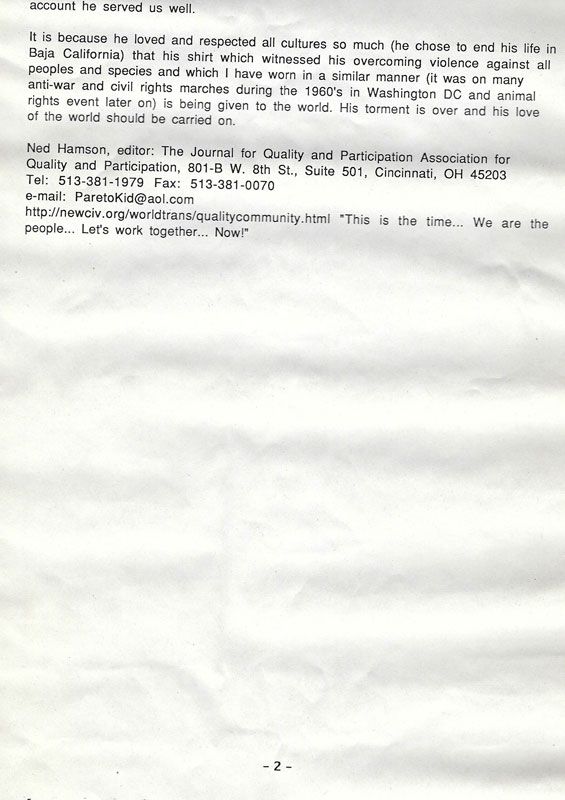 account he served us well.
It is because he loved and respected all cultures so much (he chose to end his life in
Baja California) that his shirt which witnessed his overcoming violence against all
peoples and species and which I have worn in a similar manner (it was on many
anti-war and civil rights marches during the 1960's in Washington DC and animal
rights event later on) is being given to the world. His torment is over and his love
of the world should be carried on.
Ned Hamson, editor: The Journal for Quality and Participation Association for
Quality and Participation, 801-B W. 8th St., Suite 501, Cincinnati, OH 45203
Tel: 513-381-1979 Fax: 513-381-0070
e-mail: ParetoKid@aol.com
http://newciv.org/worldtrans/qualitycommunity.html "This is the time... We are the
people... Let's work together... Now!"
- 2 -